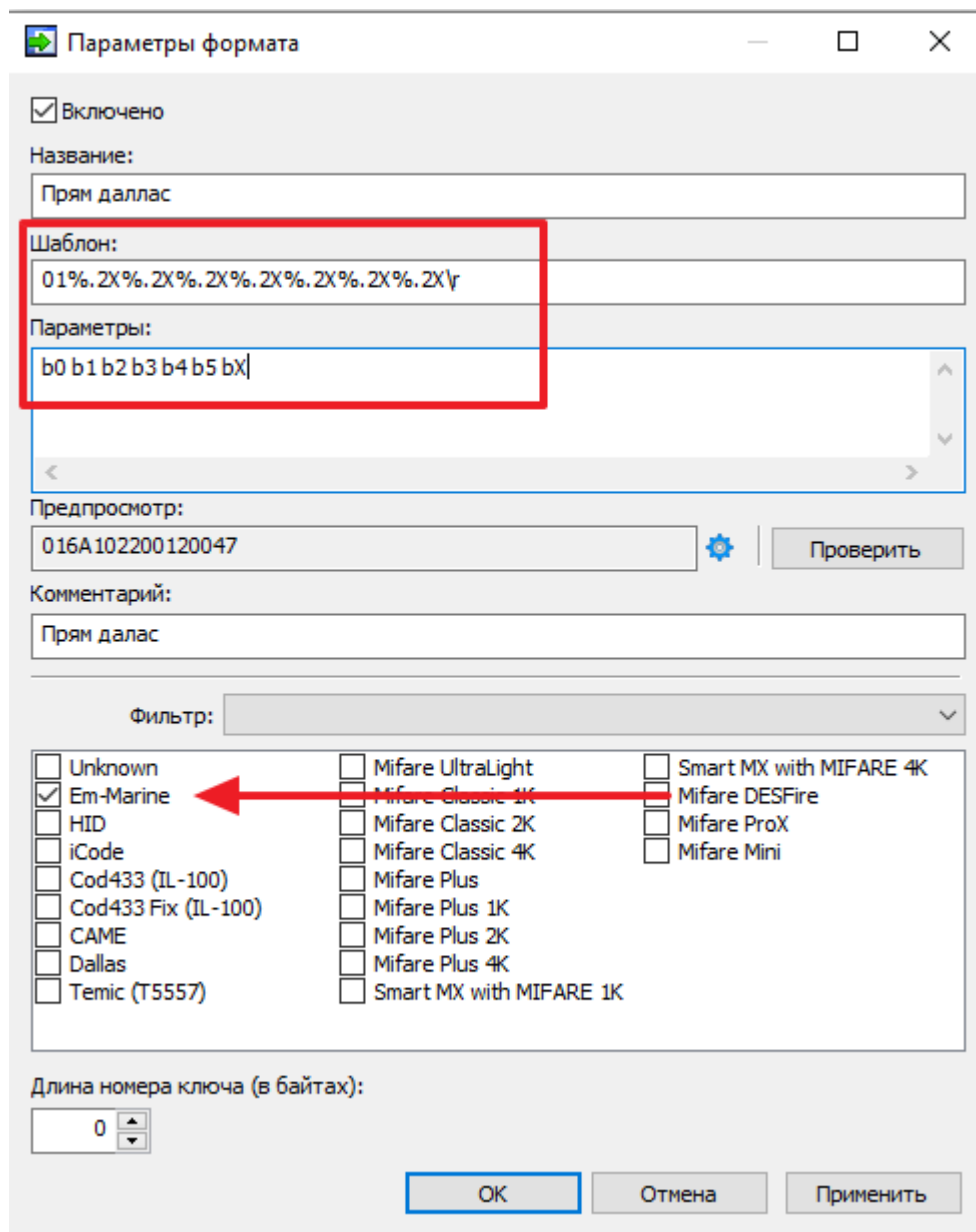 Параметры формата
Включено
Название:
Прям даллас
Шаблон:
01%.2X%.2X%.2X%.2X%.2X%.2X%.2X\r
Параметры:
b0 b1 b2 b3 b4 b5 bX
Предпросмотр:
016A102200120047
Проверить
Комментарий:
Прям далас
Фильтр:
Unknown Mifare UltraLight Smart MX with MIFARE 4K
Em-Marine Mifare Classic 1K Mifare DESFire
HID Mifare Classic 2K Mifare ProX
iCode Mifare Classic 4K Mifare Mini
Cod433 (IL-100) Mifare Plus
Cod433 Fix (IL-100) Mifare Plus 1K
CAME Mifare Plus 2K
Dallas Mifare Plus 4K
Temic (T5557) Smart MX with MIFARE 1K
Длина номера ключа (в байтах):
0
OK Отмена Применить